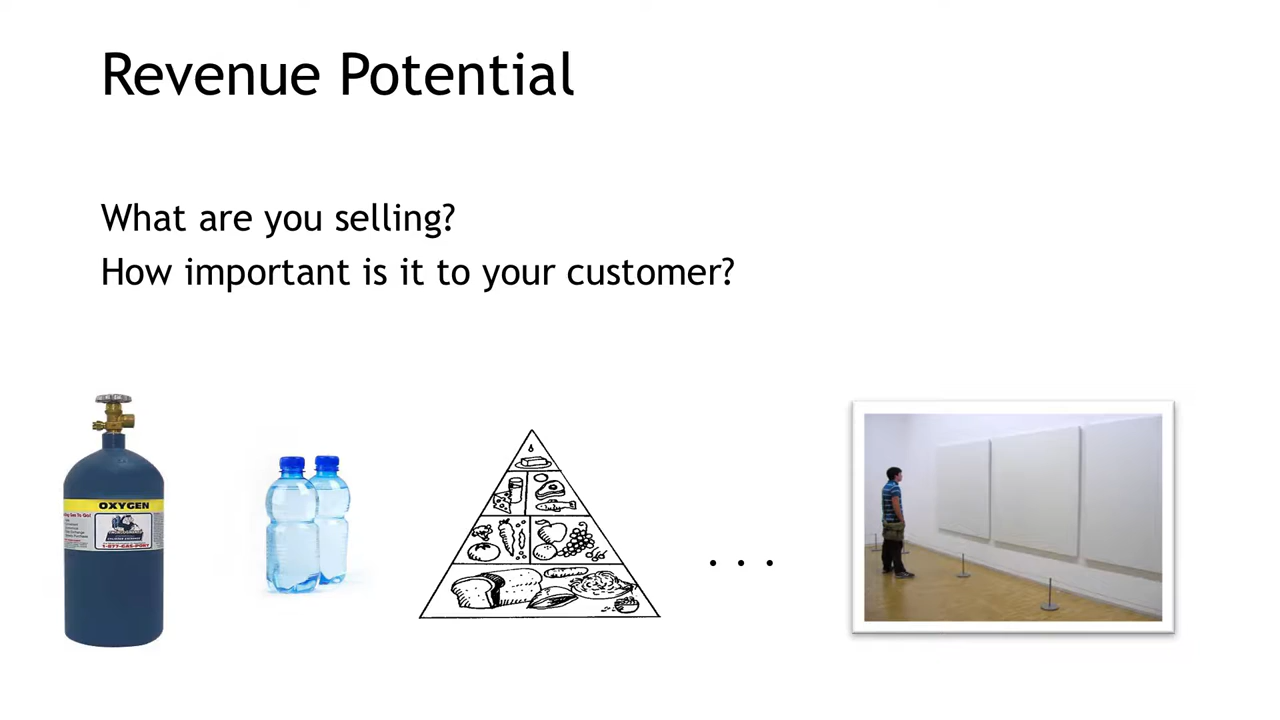 Revenue Potential
What are you selling?
How important is it to your customer?
OXYGEN
. . .